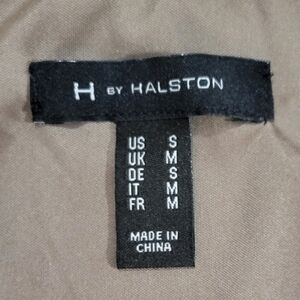 H BY HALSTON
US S
UK M
DE S
IT M
FR M
MADE IN
CHINA